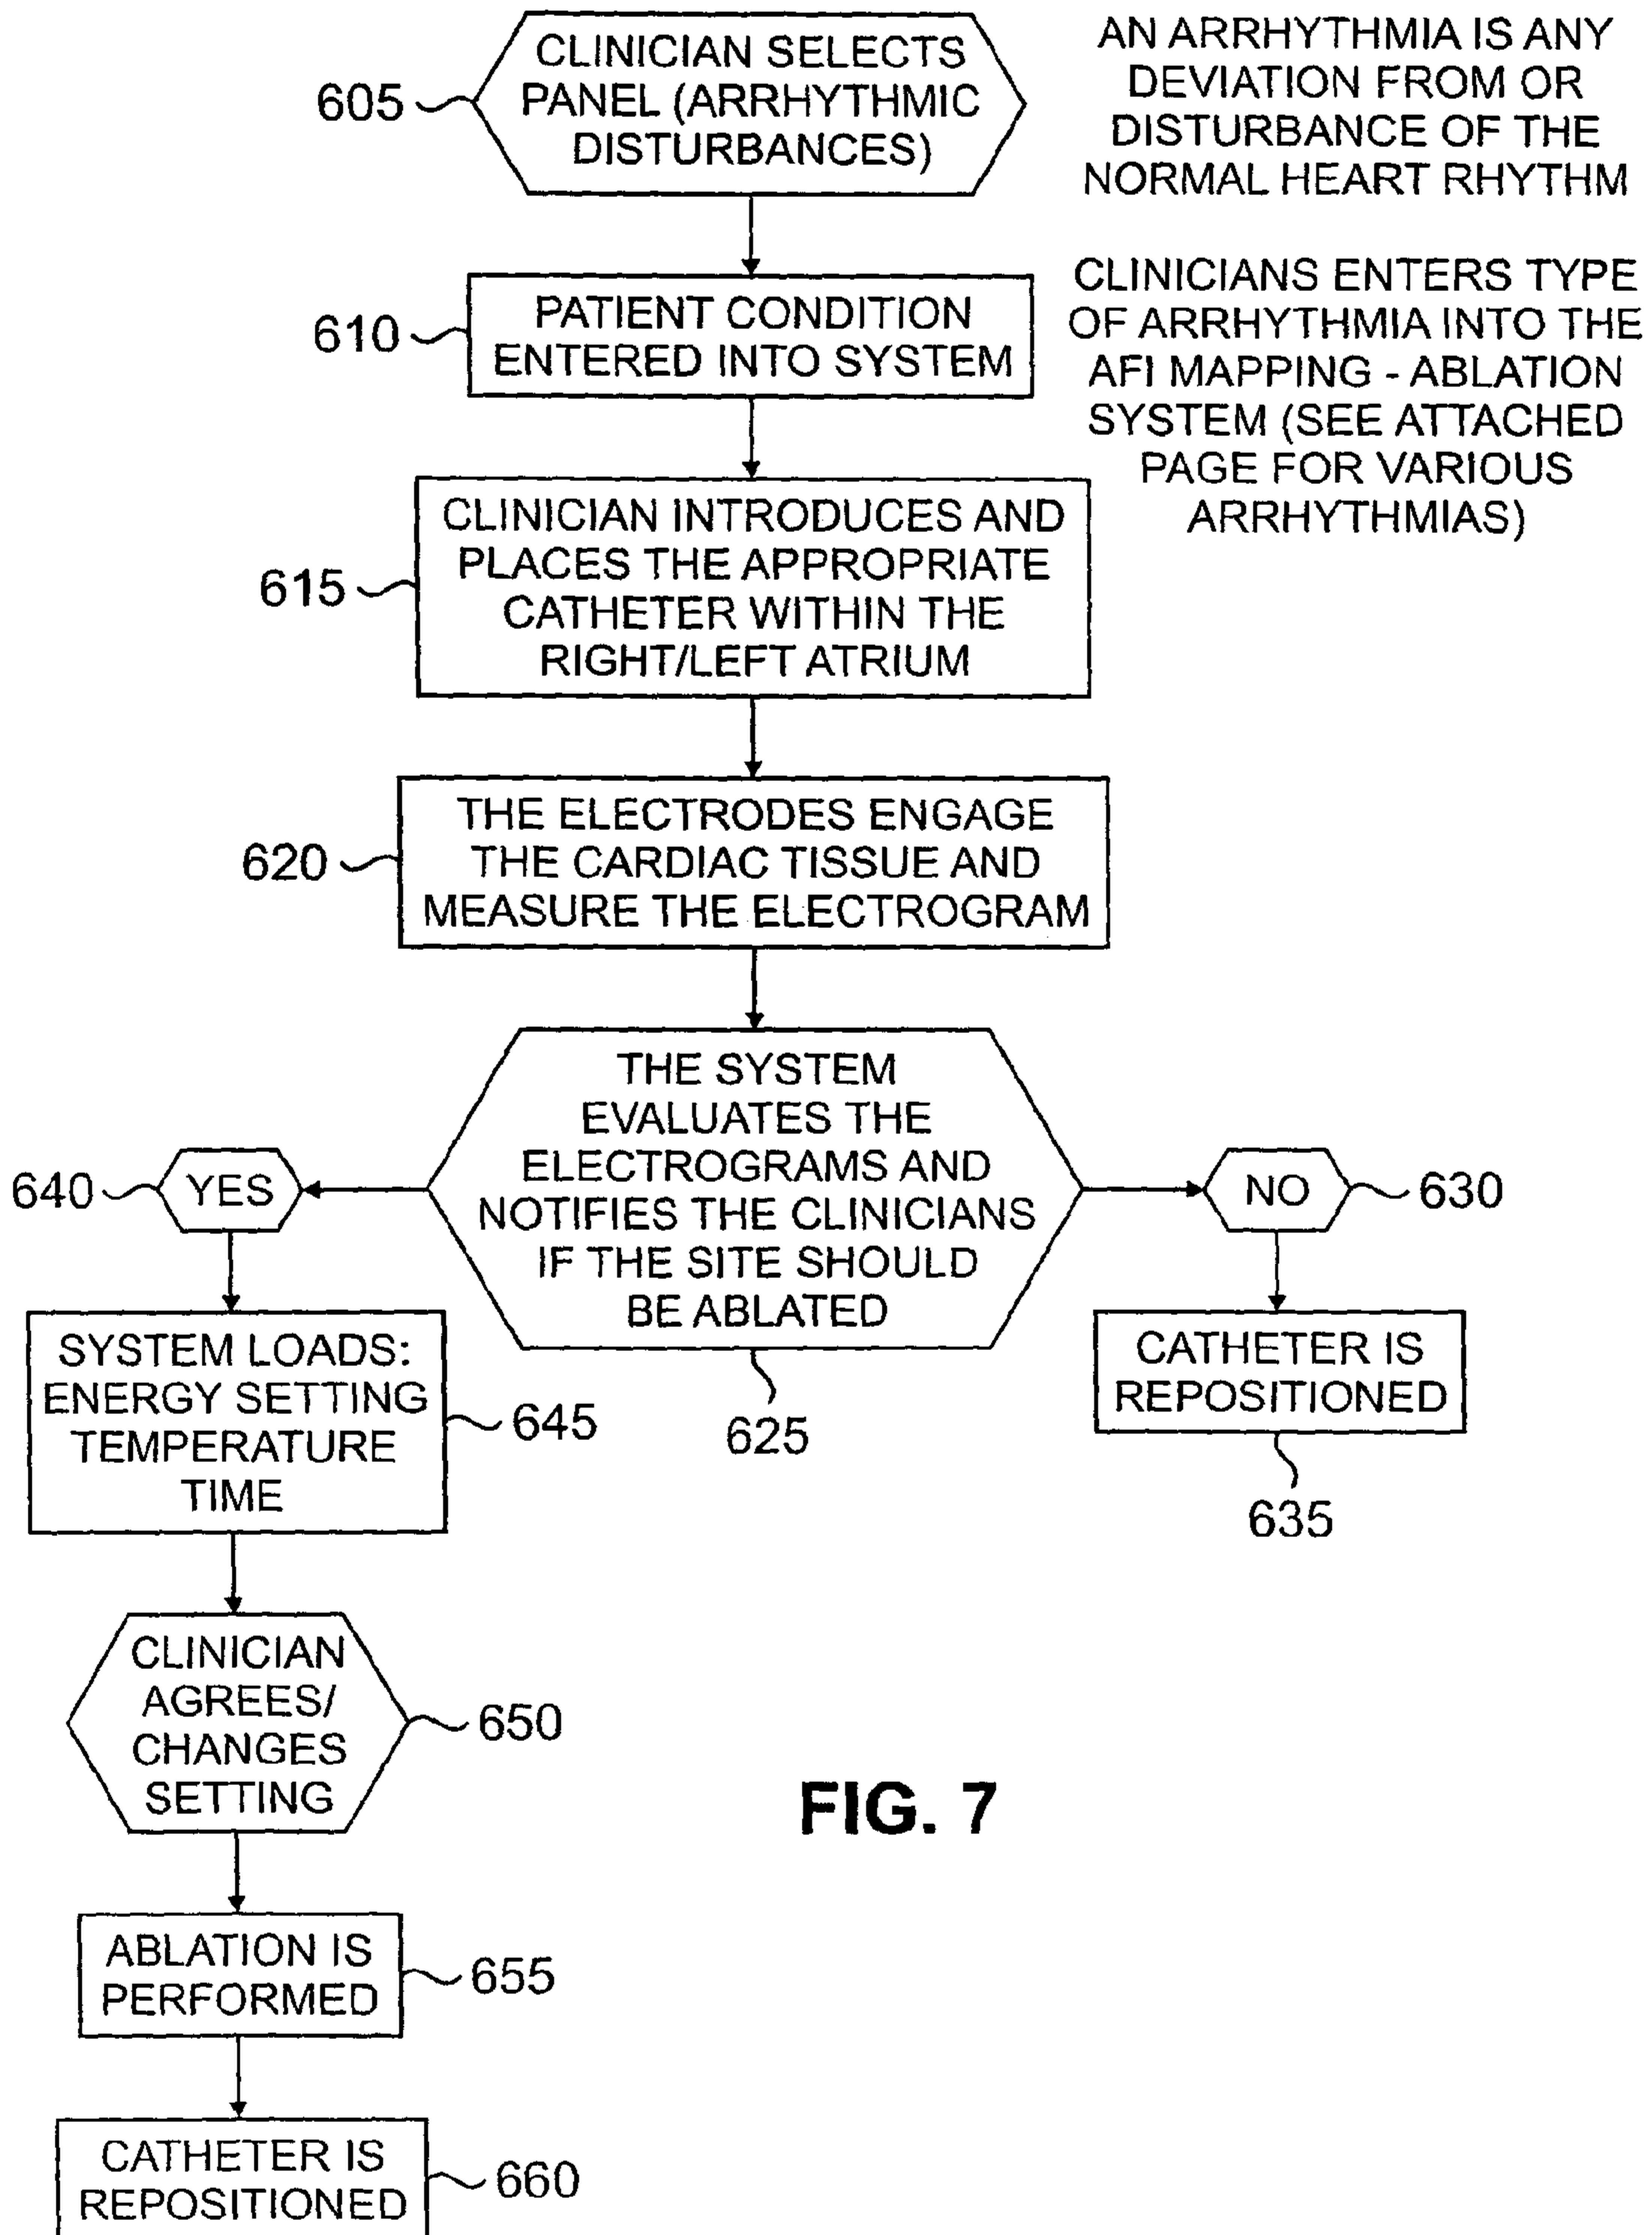 605
CLINICIAN SELECTS
PANEL (ARRHYTHMIC
DISTURBANCES)
AN ARRHYTHMIA IS ANY
DEVIATION FROM OR
DISTURBANCE OF THE
NORMAL HEART RHYTHM
610
PATIENT CONDITION
ENTERED INTO SYSTEM
CLINICIANS ENTERS TYPE
OF ARRHYTHMIA INTO THE
AFI MAPPING - ABLATION
SYSTEM (SEE ATTACHED
PAGE FOR VARIOUS
ARRHYTHMIAS)
615
CLINICIAN INTRODUCES AND
PLACES THE APPROPRIATE
CATHETER WITHIN THE
RIGHT/LEFT ATRIUM
620
THE ELECTRODES ENGAGE
THE CARDIAC TISSUE AND
MEASURE THE ELECTROGRAM
THE SYSTEM
EVALUATES THE
ELECTROGRAMS AND
NOTIFIES THE CLINICIANS
IF THE SITE SHOULD
BE ABLATED
625
640
YES
NO
630
SYSTEM LOADS:
ENERGY SETTING
TEMPERATURE
TIME
645
CATHETER IS
REPOSITIONED
635
CLINICIAN
AGREES/
CHANGES
SETTING
650
FIG. 7
ABLATION IS
PERFORMED
655
CATHETER IS
REPOSITIONED
660